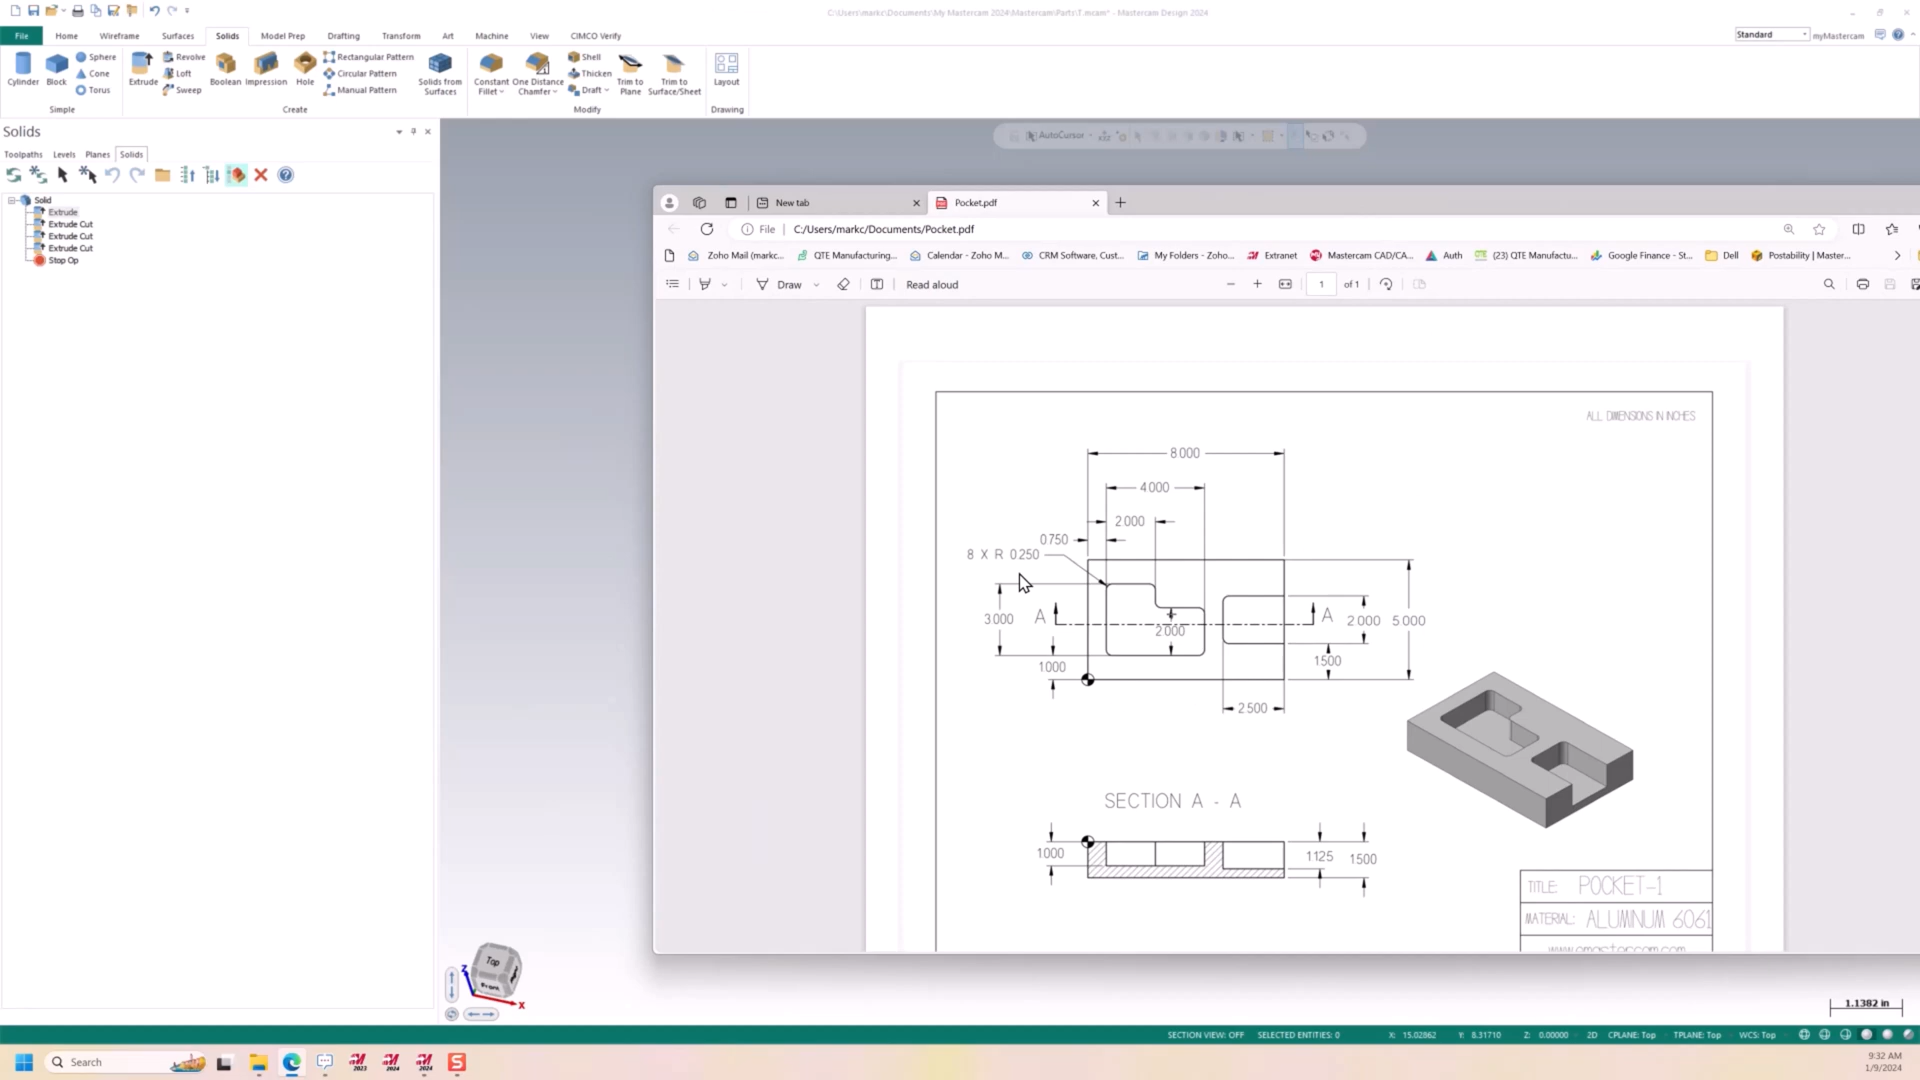 C:\Users\markc\Documents\My Mastercam 2024\Mastercam\Parts\T.mcam* - Mastercam Design 2024
File Home Wireframe Surfaces Solids Model Prep Drafting Transform Art Machine View CIMCO Verify
Standard myMastercam
Cylinder Block Sphere Cone Torus
Simple
Extrude Revolve Loft Sweep Boolean Impression Hole Rectangular Pattern Circular Pattern Manual Pattern Solids from Surfaces
Create
Constant Fillet One Distance Chamfer Shell Thicken Draft Trim to Plane Trim to Surface/Sheet
Modify
Layout
Drawing
Solids
Toolpaths Levels Planes Solids
Solid
Extrude
Extrude Cut
Extrude Cut
Extrude Cut
Stop Op
AutoCursor
New tab Pocket.pdf
File C:/Users/markc/Documents/Pocket.pdf
Zoho Mail (markc... QTE Manufacturing... Calendar - Zoho M... CRM Software, Cust... My Folders - Zoho... Extranet Mastercam CAD/CA... Auth (23) QTE Manufactu... Google Finance - St... Dell Postability | Master...
Draw Read aloud 1 of 1
ALL DIMENSIONS IN INCHES
8.000
4.000
2.000
0.750
8 X R 0.250
3.000 A 2.000 A 2.000 5.000
1.000 1.500
2.500
SECTION A - A
1.000 1.125 1.500
TITLE: POCKET-1
MATERIAL: ALUMINUM 6061
www.emastercam.com
Top
Front
Z
X
1.1382 in
SECTION VIEW: OFF SELECTED ENTITIES: 0 X: 15.02862 Y: 8.31710 Z: 0.00000 2D CPLANE: Top TPLANE: Top WCS: Top
Search
2023 2024 2024
9:32 AM
1/9/2024